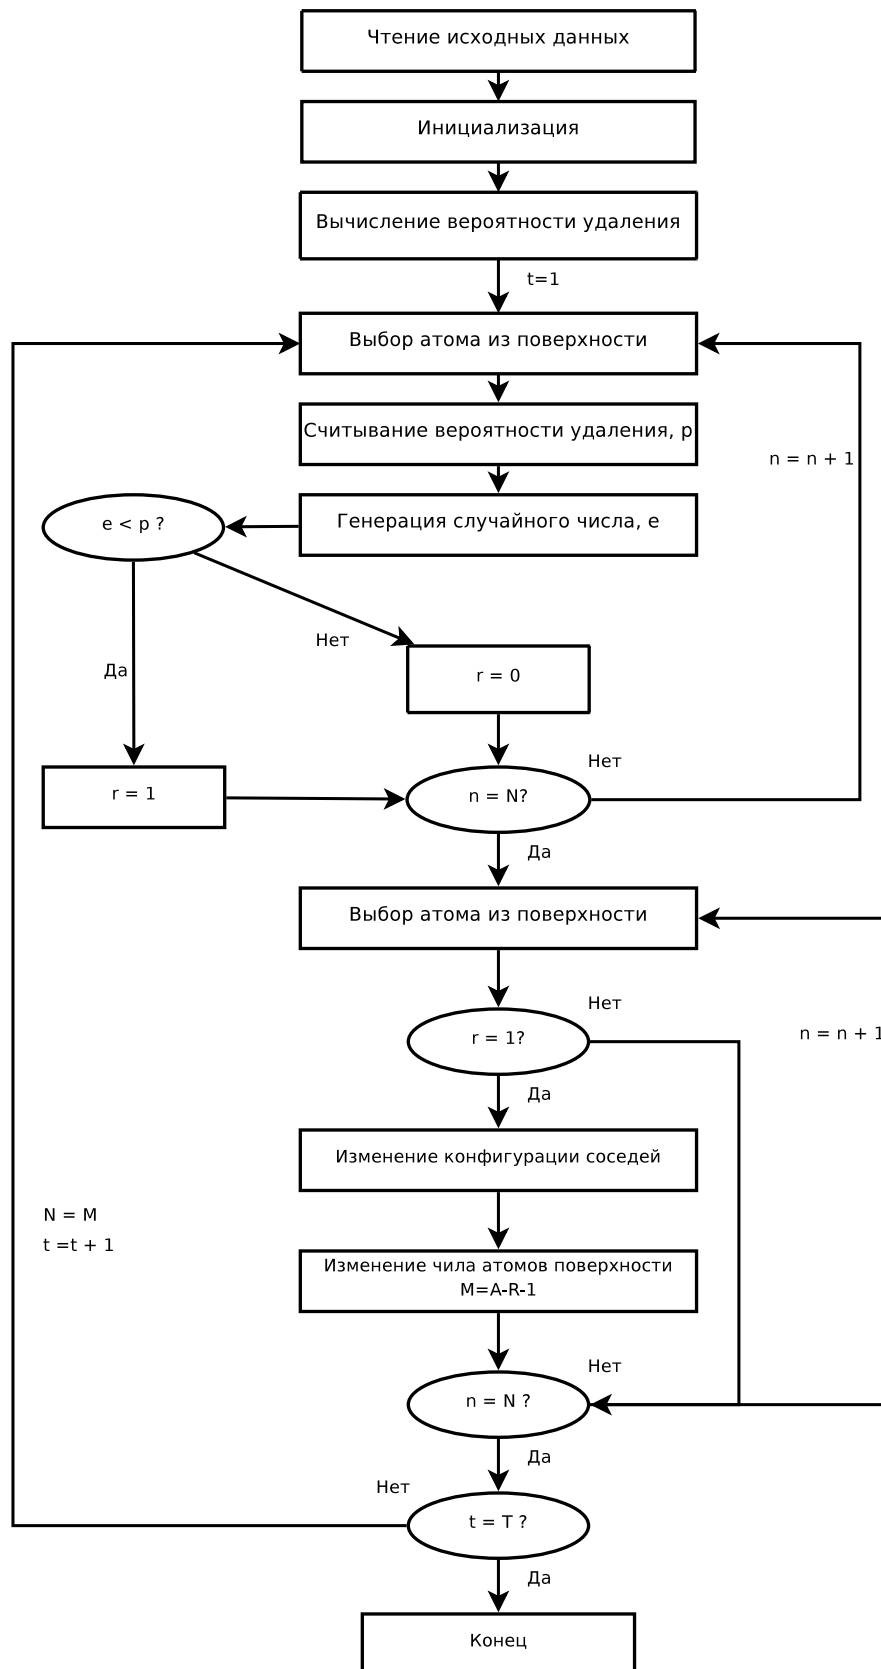 Чтение исходных данных
Инициализация
Вычисление вероятности удаления
t=1
Выбор атома из поверхности
Считывание вероятности удаления, p
n = n + 1
Генерация случайного числа, e
e < p ?
Нет
Да
r = 0
r = 1
n = N?
Нет
Да
Выбор атома из поверхности
Нет
r = 1?
n = n + 1
Да
Изменение конфигурации соседей
N = M
t =t + 1
Изменение чила атомов поверхности
M=A-R-1
Нет
n = N ?
Да
Нет
t = T ?
Да
Конец